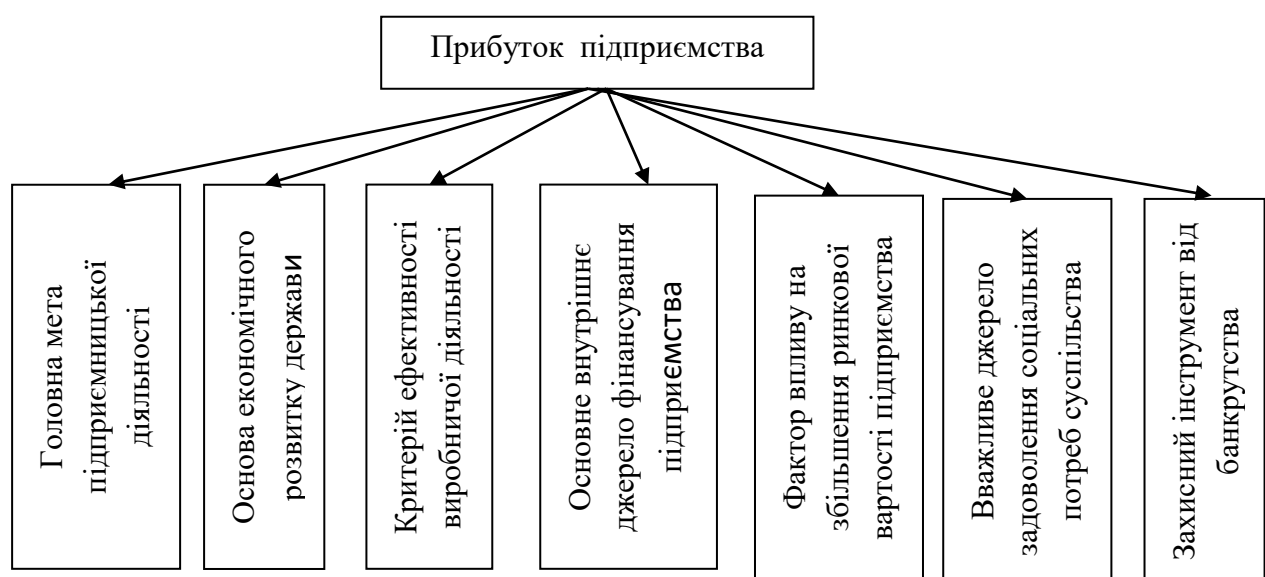 Прибуток підприємства
Головна мета
підприємницької
діяльності
Основа економічного
розвитку держави
Критерій ефективності
виробничої діяльності
Основне внутрішнє
джерело фінансування
підприємства
Фактор впливу на
збільшення ринкової
вартості підприємства
Вважливе джерело
задоволення соціальних
потреб суспільства
Захисний інструмент від
банкрутства